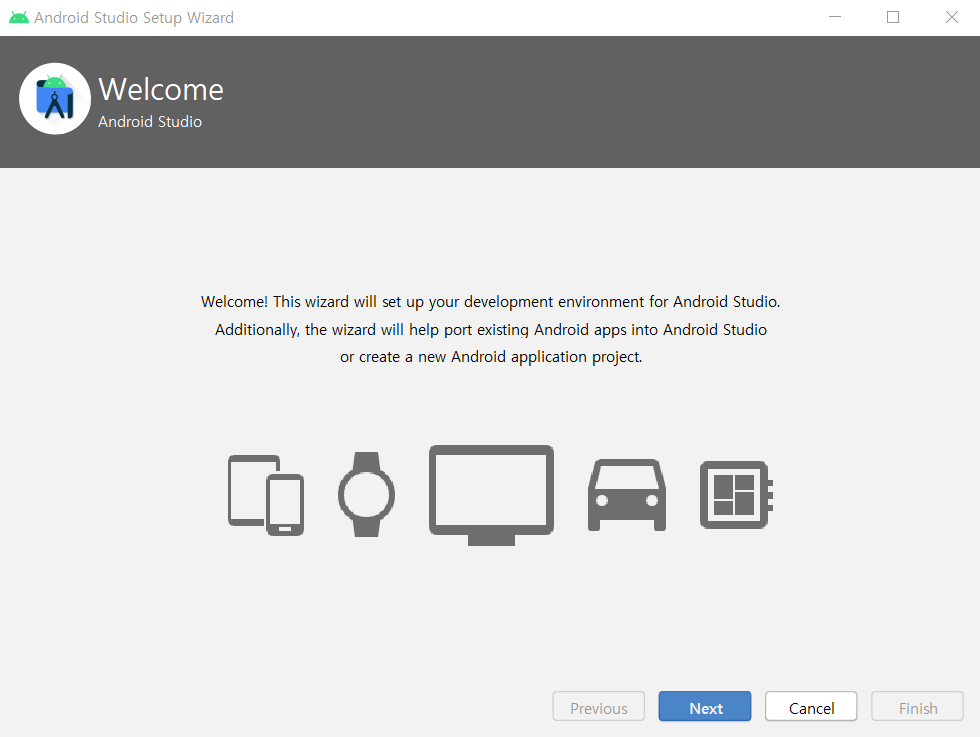 Android Studio Setup Wizard
Welcome
Android Studio
Welcome! This wizard will set up your development environment for Android Studio.
Additionally, the wizard will help port existing Android apps into Android Studio
or create a new Android application project.
Previous
Next
Cancel
Finish